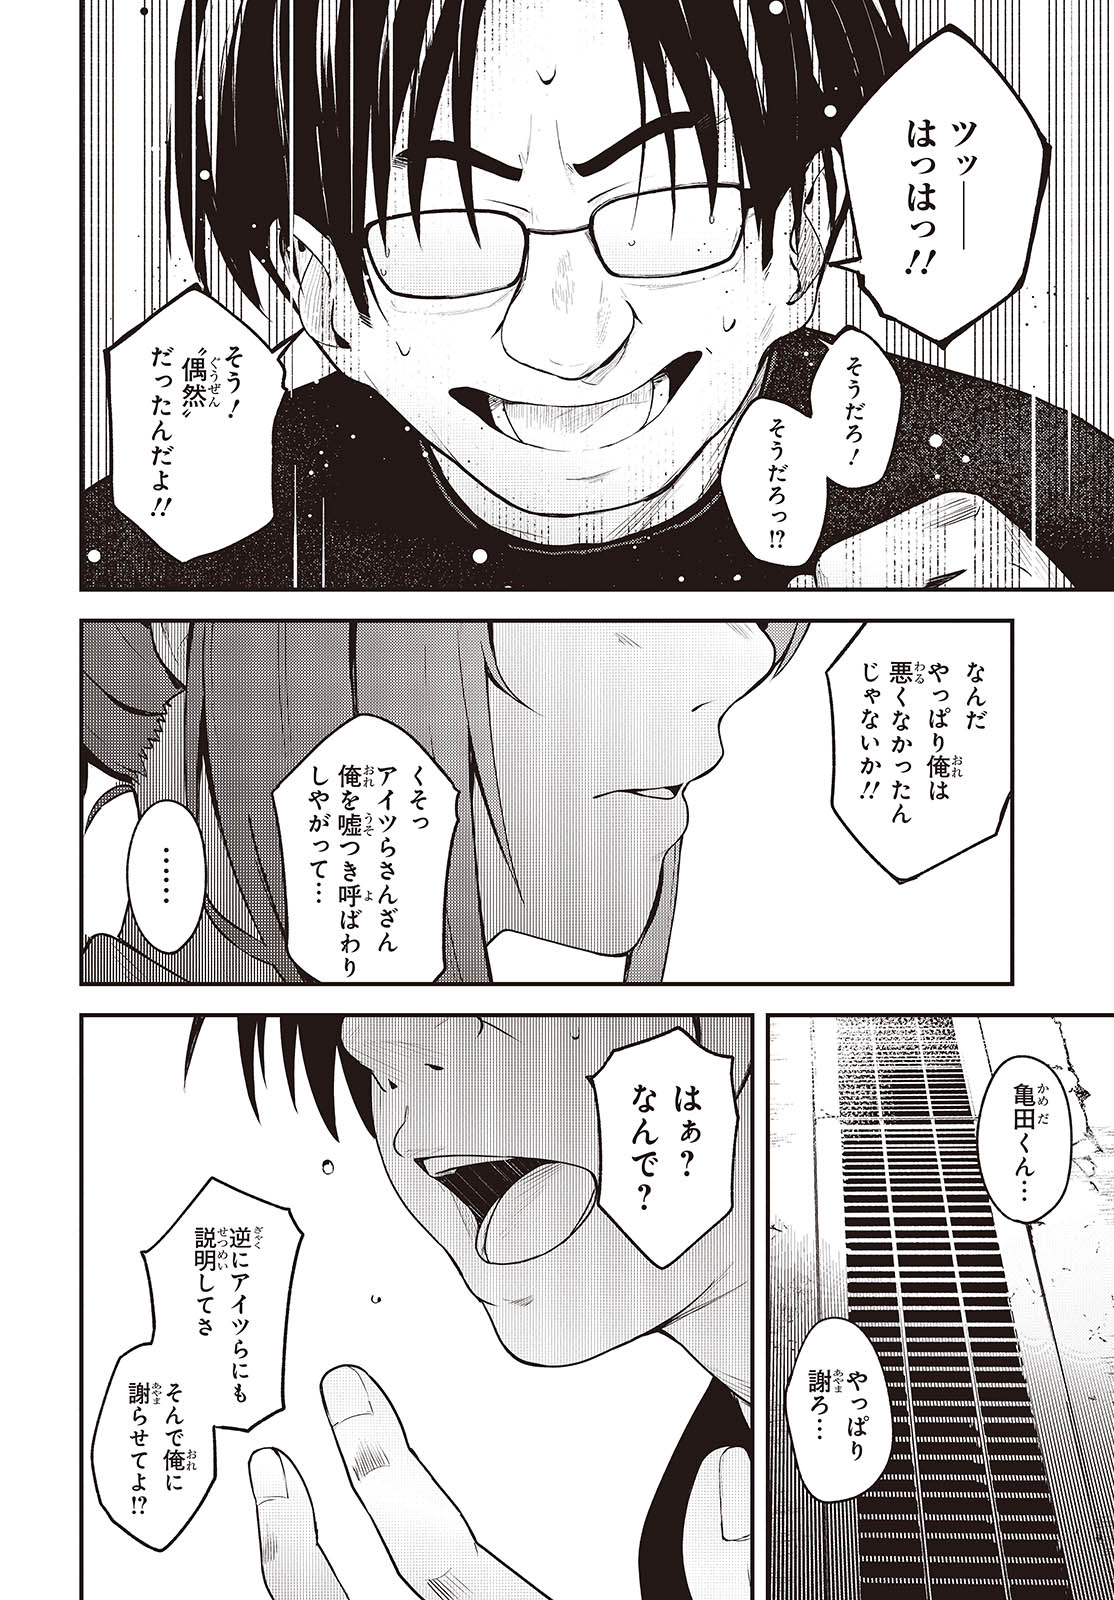 ツッ――
はっはっ!!
そうだろ!
そうだろっ!?
そう!
〝偶然〟
だったんだよ!!
なんだ
やっぱり俺は
悪くなかったん
じゃないか!!
くそっ
アイツらさんざん
俺を嘘つき呼ばわり
しやがって…
……
亀田くん…
やっぱり
謝ろ…
はぁ?
なんで?
逆にアイツらにも
説明してさ
そんで俺に
謝らせてよ!?